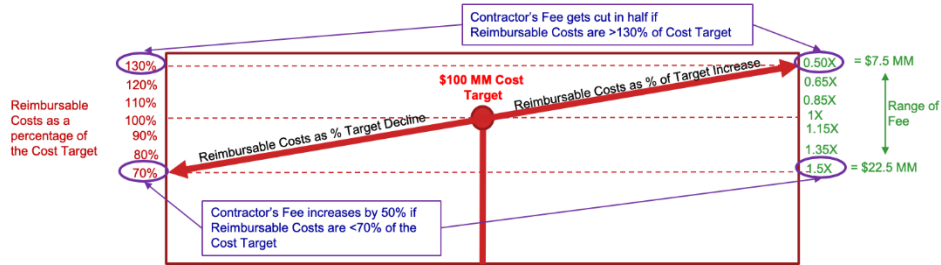 Contractor's Fee gets cut in half if
Reimbursable Costs are >130% of Cost Target
130%
120%
110%
100%
90%
80%
70%
Reimbursable
Costs as a
percentage of
the Cost Target
$100 MM Cost
Target
Reimbursable Costs as % of Target Increase
Reimbursable Costs as % Target Decline
0.50X
0.65X
0.85X
1X
1.15X
1.35X
1.5X
= $7.5 MM
Range of
Fee
= $22.5 MM
Contractor's Fee increases by 50% if
Reimbursable Costs are <70% of the
Cost Target